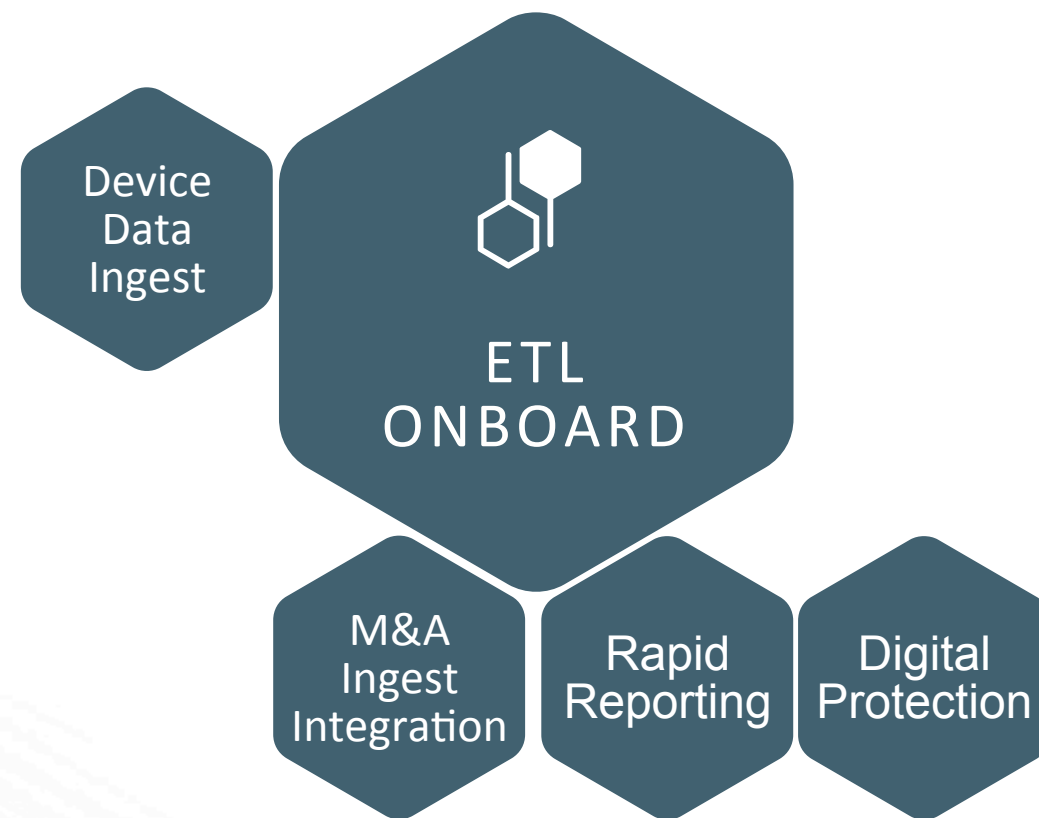 Device
Data
Ingest
ETL
ONBOARD
M&A
Ingest
Integration
Rapid
Reporting
Digital
Protection